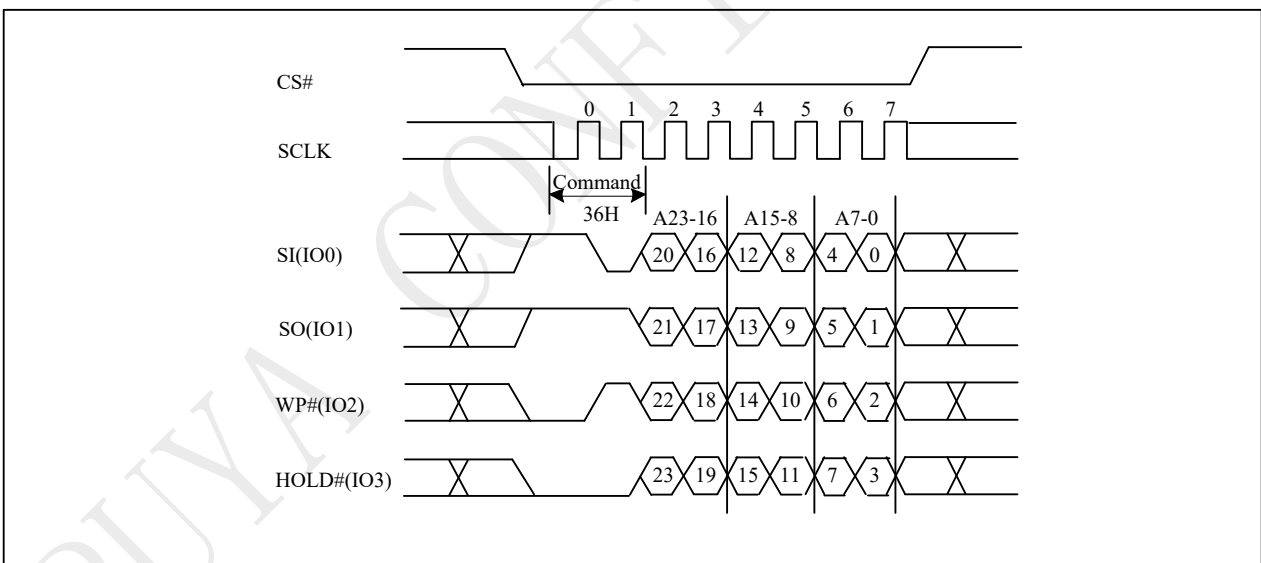 CS#
0 1 2 3 4 5 6 7
SCLK
Command
36H
A23-16 A15-8 A7-0
SI(IO0) 20 16 12 8 4 0
SO(IO1) 21 17 13 9 5 1
WP#(IO2) 22 18 14 10 6 2
HOLD#(IO3) 23 19 15 11 7 3